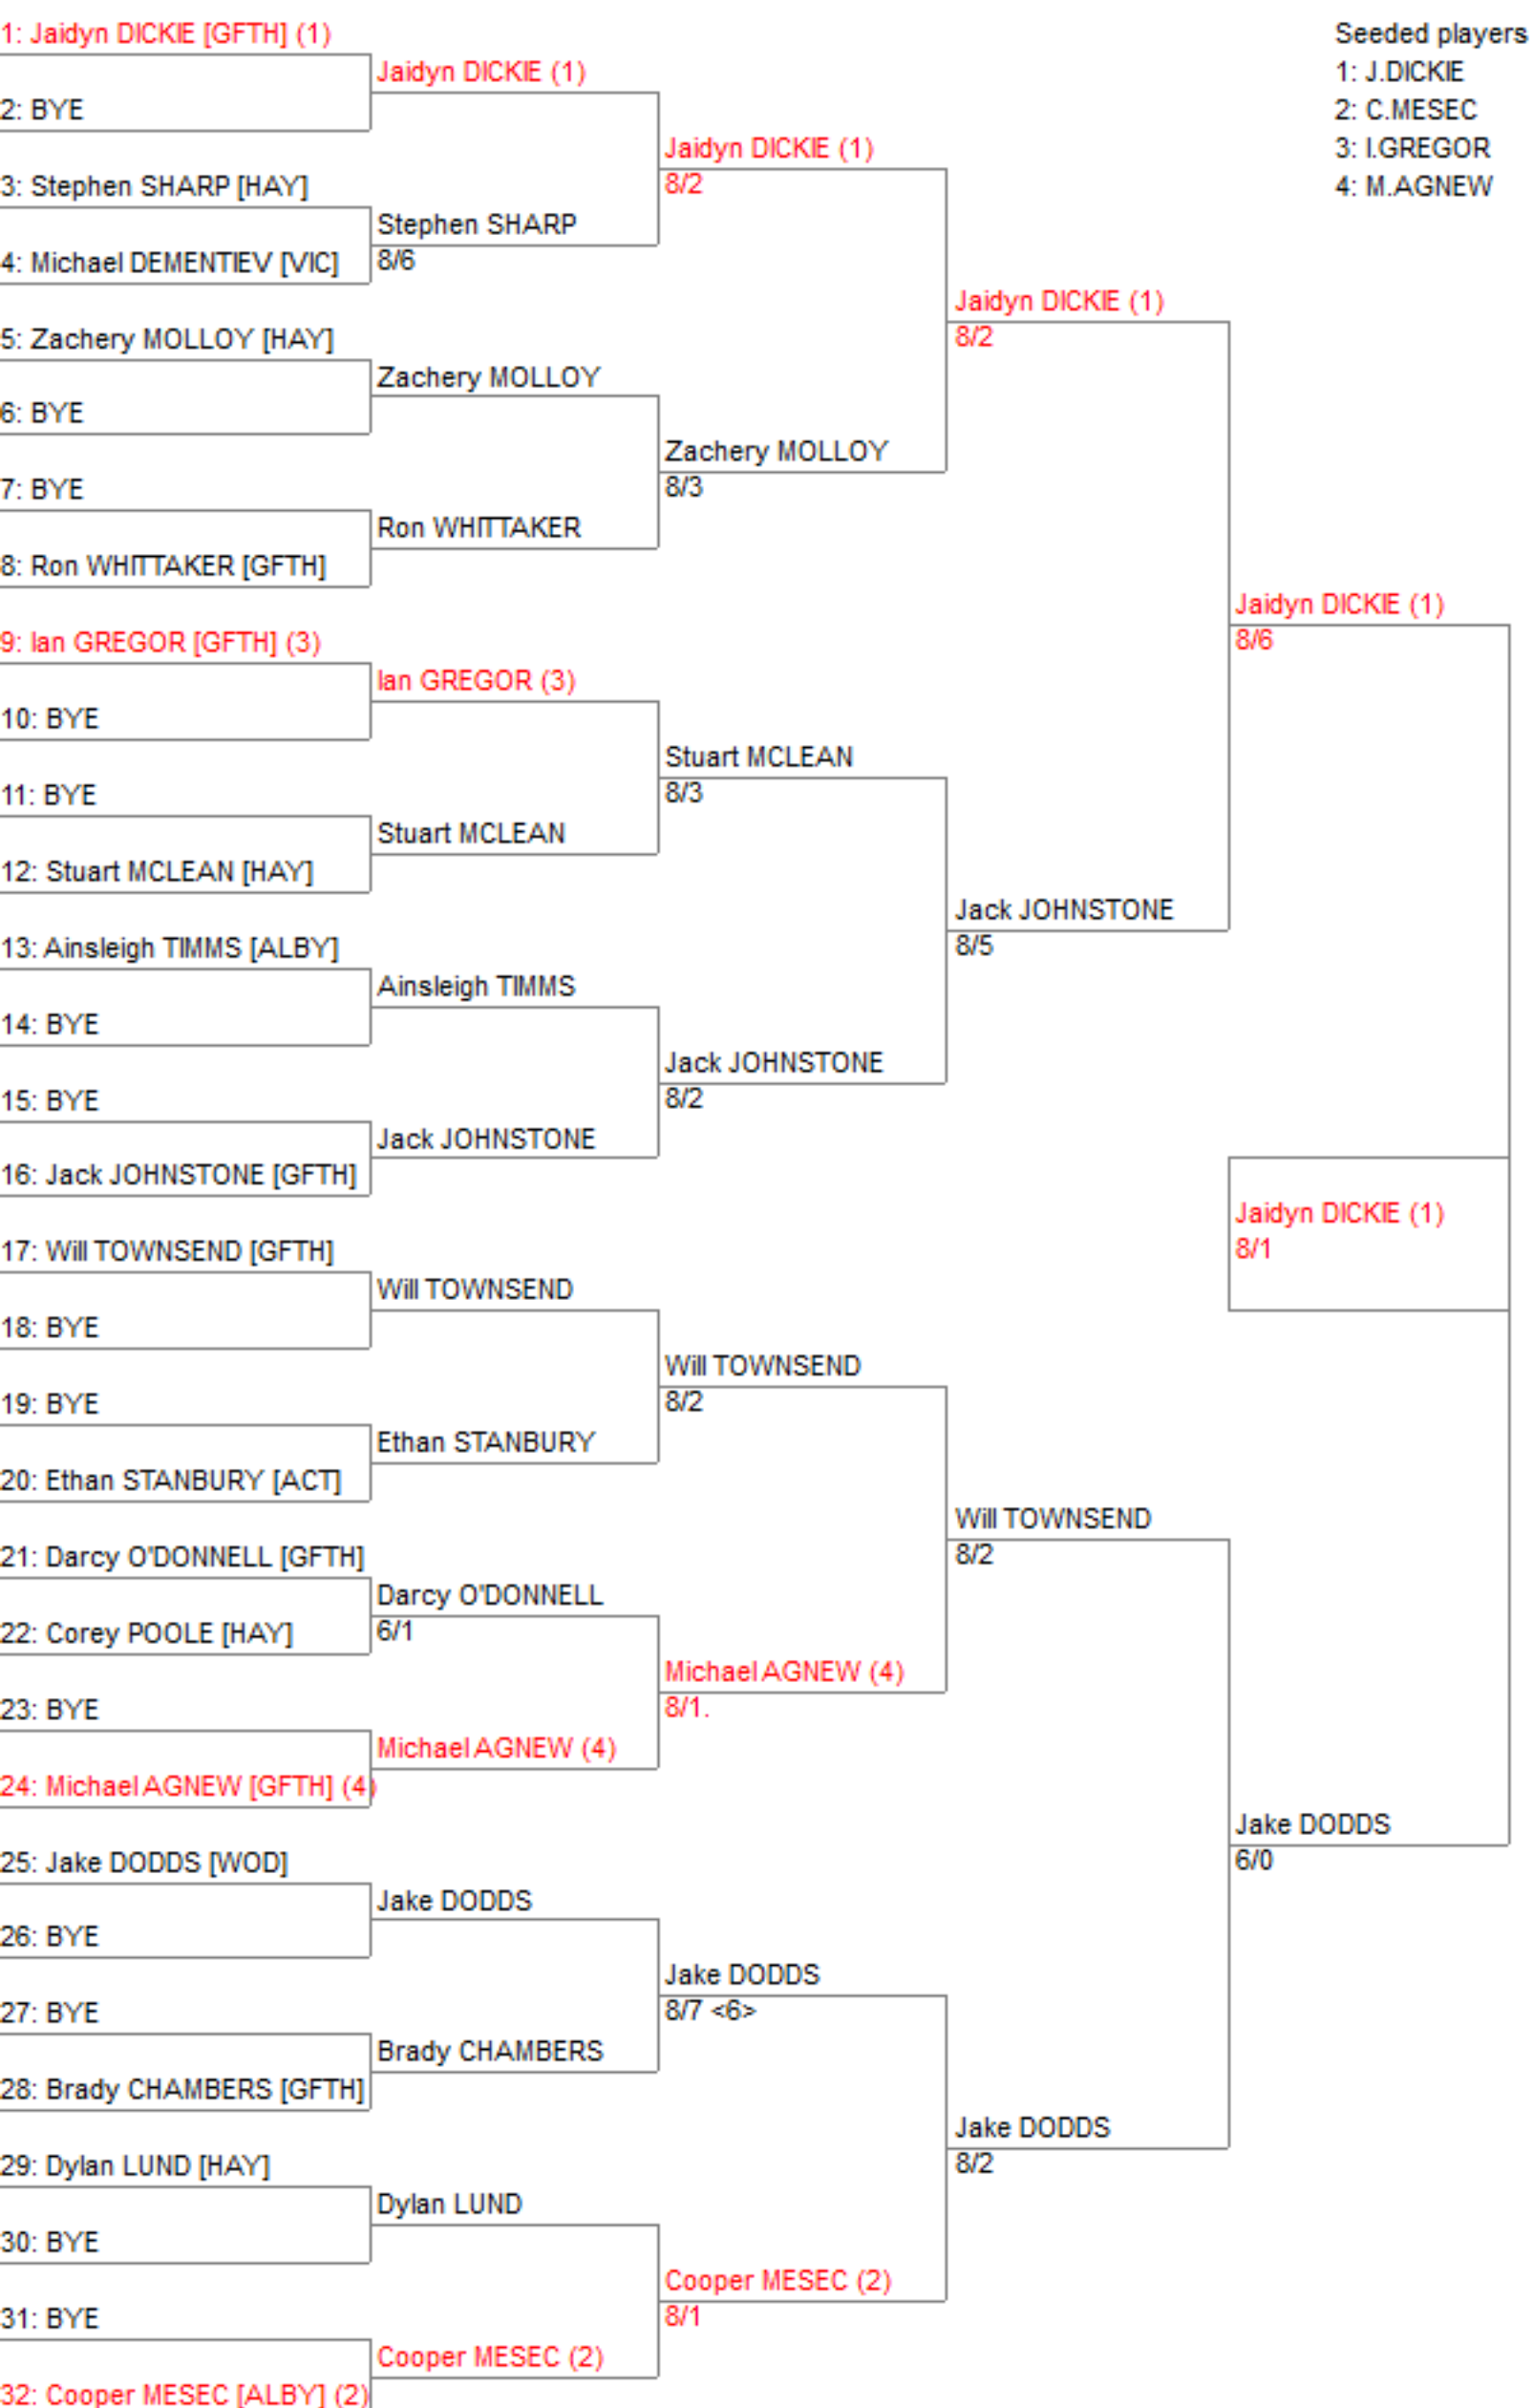 1: Jaidyn DICKIE [GFTH] (1)
2: BYE
3: Stephen SHARP [HAY]
4: Michael DEMENTIEV [VIC]
5: Zachery MOLLOY [HAY]
6: BYE
7: BYE
8: Ron WHITTAKER [GFTH]
9: Ian GREGOR [GFTH] (3)
10: BYE
11: BYE
12: Stuart MCLEAN [HAY]
13: Ainsleigh TIMMS [ALBY]
14: BYE
15: BYE
16: Jack JOHNSTONE [GFTH]
17: Will TOWNSEND [GFTH]
18: BYE
19: BYE
20: Ethan STANBURY [ACT]
21: Darcy O'DONNELL [GFTH]
22: Corey POOLE [HAY]
23: BYE
24: Michael AGNEW [GFTH] (4)
25: Jake DODDS [WOD]
26: BYE
27: BYE
28: Brady CHAMBERS [GFTH]
29: Dylan LUND [HAY]
30: BYE
31: BYE
32: Cooper MESEC [ALBY] (2)
Jaidyn DICKIE (1)
Stephen SHARP
8/6
Zachery MOLLOY
Ron WHITTAKER
Ian GREGOR (3)
Stuart MCLEAN
Ainsleigh TIMMS
Jack JOHNSTONE
Will TOWNSEND
Ethan STANBURY
Darcy O'DONNELL
6/1
Michael AGNEW (4)
Jake DODDS
Brady CHAMBERS
Dylan LUND
Cooper MESEC (2)
Jaidyn DICKIE (1)
8/2
Zachery MOLLOY
8/3
Stuart MCLEAN
8/3
Jack JOHNSTONE
8/2
Will TOWNSEND
8/2
Michael AGNEW (4)
8/1.
Jake DODDS
8/7 <6>
Cooper MESEC (2)
8/1
Jaidyn DICKIE (1)
8/2
Jack JOHNSTONE
8/5
Will TOWNSEND
8/2
Jake DODDS
8/2
Jaidyn DICKIE (1)
8/6
Jake DODDS
6/0
Jaidyn DICKIE (1)
8/1
Seeded players
1: J.DICKIE
2: C.MESEC
3: I.GREGOR
4: M.AGNEW